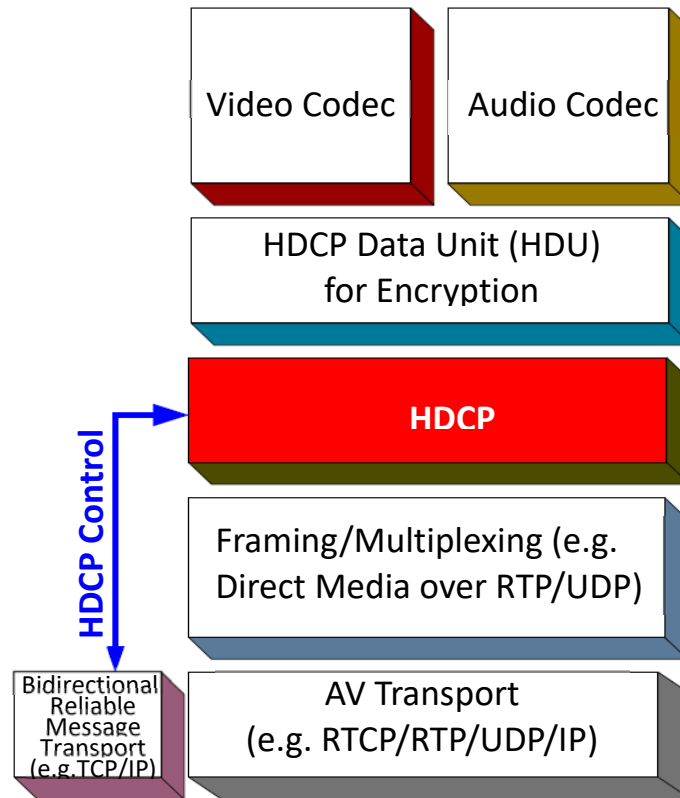 Video Codec
Audio Codec
HDCP Data Unit (HDU)
for Encryption
HDCP
HDCP Control
Framing/Multiplexing (e.g.
Direct Media over RTP/UDP)
Bidirectional
Reliable
Message
Transport
(e.g.TCP/IP)
AV Transport
(e.g. RTCP/RTP/UDP/IP)